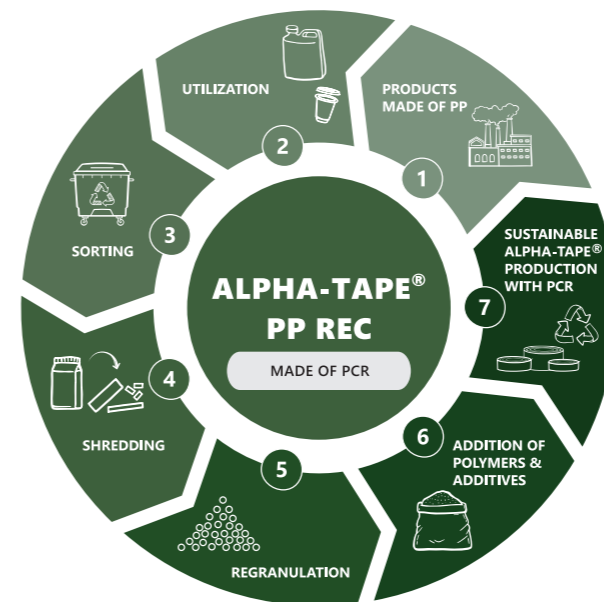 ALPHA-TAPE®
PP REC
MADE OF PCR
1
PRODUCTS
MADE OF PP
2
UTILIZATION
3
SORTING
4
SHREDDING
5
REGRANULATION
6
ADDITION OF
POLYMERS &
ADDITIVES
7
SUSTAINABLE
ALPHA-TAPE®
PRODUCTION
WITH PCR